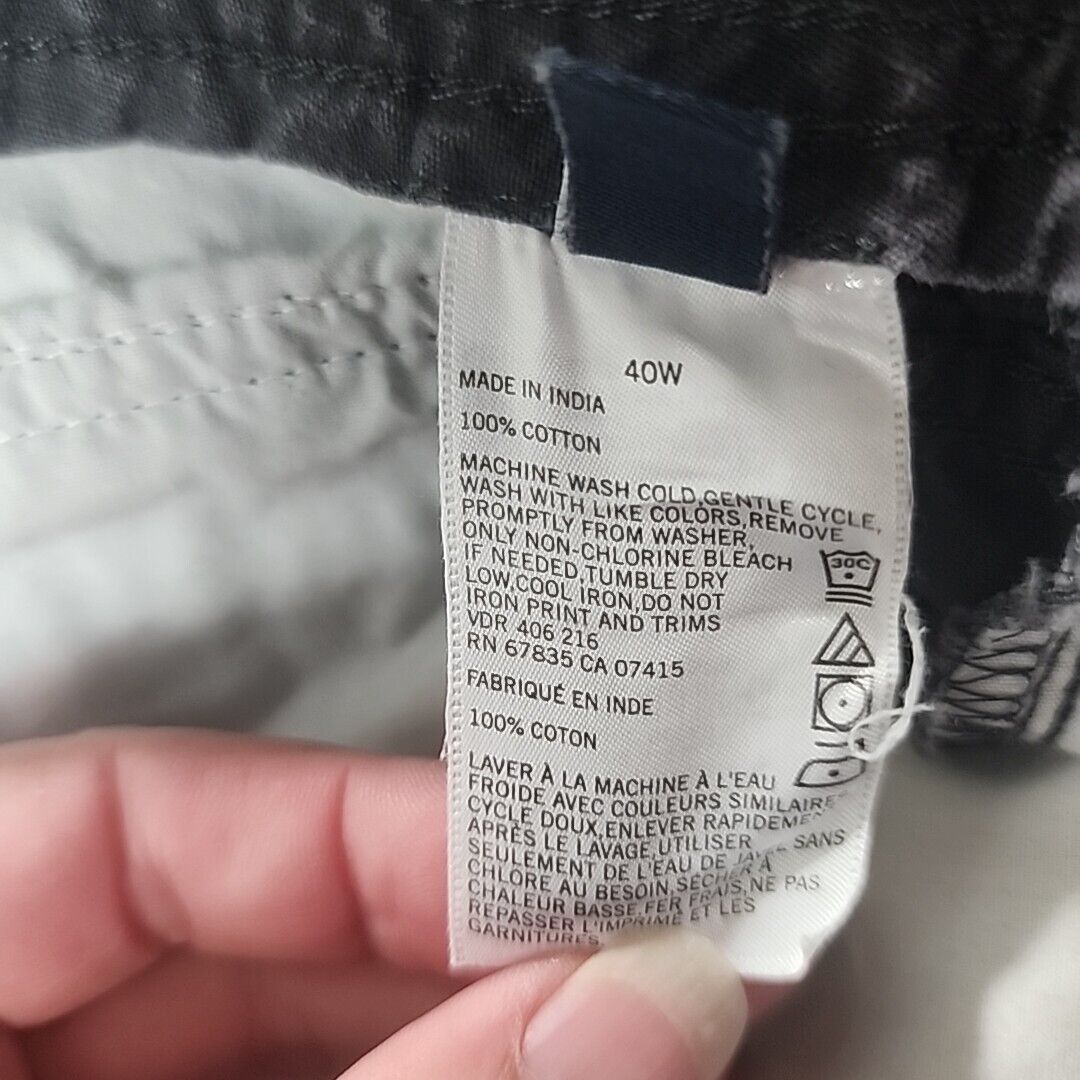 40W
MADE IN INDIA
100% COTTON
MACHINE WASH COLD,GENTLE CYCLE,
WASH WITH LIKE COLORS,REMOVE
PROMPTLY FROM WASHER,
ONLY NON-CHLORINE BLEACH
IF NEEDED,TUMBLE DRY
LOW,COOL IRON,DO NOT
IRON PRINT AND TRIMS
VDR 406 216
RN 67835 CA 07415
30C
FABRIQUÉ EN INDE
100% COTON
LAVER À LA MACHINE À L'EAU
FROIDE AVEC COULEURS SIMILAIRE
CYCLE DOUX,ENLEVER RAPIDEME
APRÈS LE LAVAGE,UTILISER
SEULEMENT DE L'EAU DE SANS
CHLORE AU BESOIN,SÉCHER À
CHALEUR BASSE,FER FRAIS,NE PAS
REPASSER L'IMPRIMÉ ET LES
GARNITURES